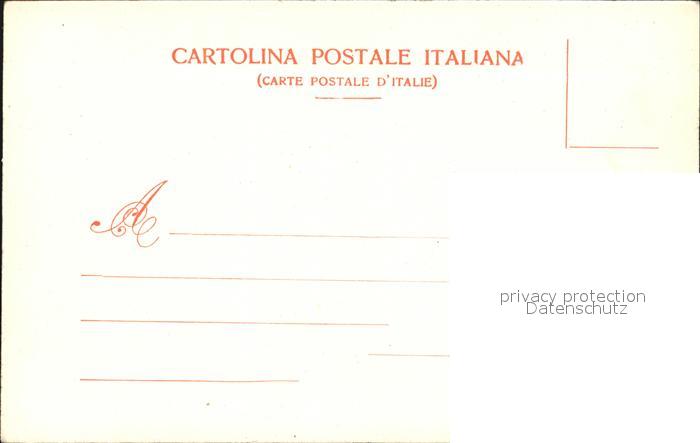 CARTOLINA POSTALE ITALIANA
(CARTE POSTALE D'ITALIE)
A
privacy protection
Datenschutz